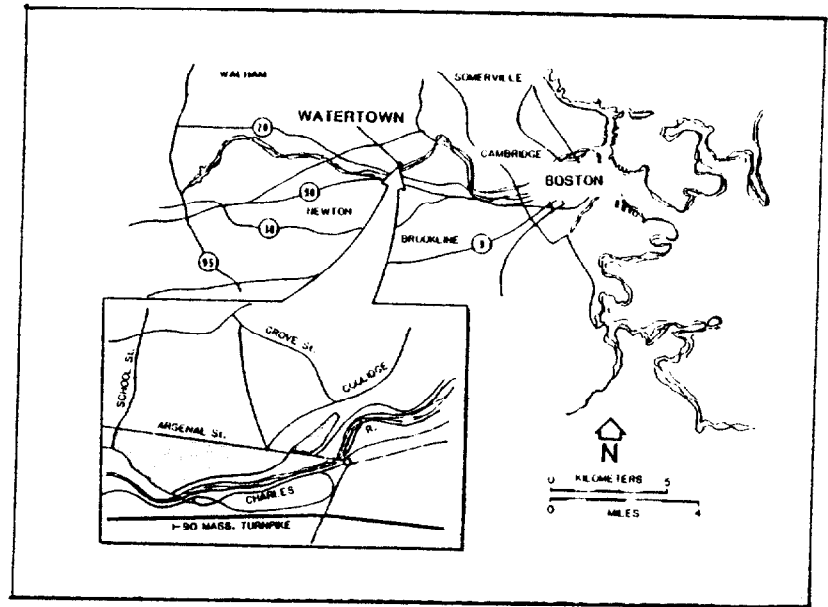 WALTHAM
SOMERVILLE
20
WATERTOWN
CAMBRIDGE
BOSTON
90
NEWTON
BROOKLINE
9
95
GROVE St.
SCHOOL St.
COOLIDGE
ARSENAL St.
R.
CHARLES
I-90 MASS. TURNPIKE
N
0 KILOMETERS 5
0 MILES 4